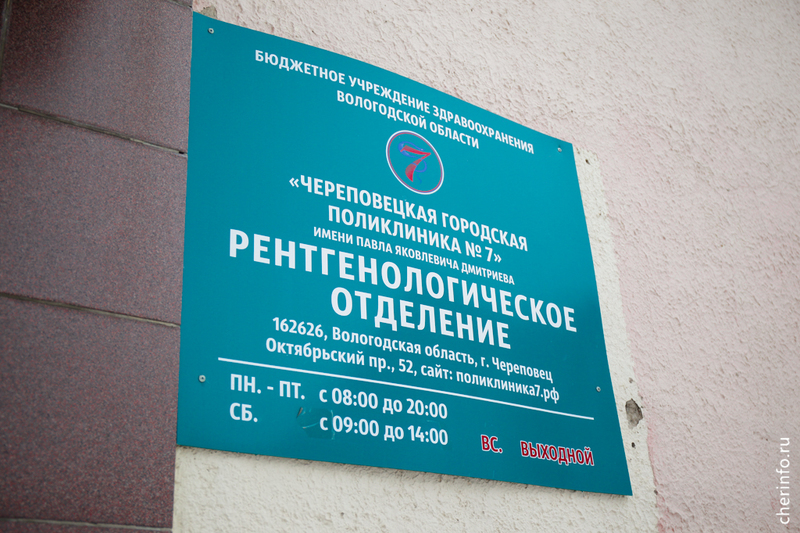 БЮДЖЕТНОЕ УЧРЕЖДЕНИЕ ЗДРАВООХРАНЕНИЯ
ВОЛОГОДСКОЙ ОБЛАСТИ
7
«ЧЕРЕПОВЕЦКАЯ ГОРОДСКАЯ
ПОЛИКЛИНИКА № 7»
ИМЕНИ ПАВЛА ЯКОВЛЕВИЧА ДМИТРИЕВА
РЕНТГЕНОЛОГИЧЕСКОЕ
ОТДЕЛЕНИЕ
162626, Вологодская область, г. Череповец
Октябрьский пр., 52, сайт: поликлиника7.рф
ПН. - ПТ. с 08:00 до 20:00
СБ. с 09:00 до 14:00
ВС. ВЫХОДНОЙ
cherinfo.ru